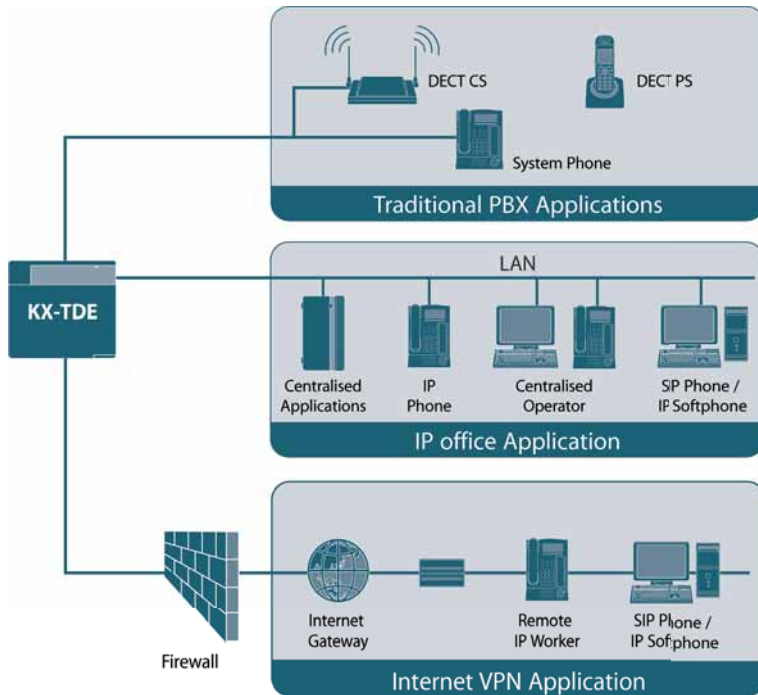 DECT CS
DECT PS
System Phone
Traditional PBX Applications
KX-TDE
LAN
Centralised
Applications
IP
Phone
Centralised
Operator
SIP Phone /
IP Softphone
IP office Application
Firewall
Internet
Gateway
Remote
IP Worker
SIP Phone /
IP Softphone
Internet VPN Application